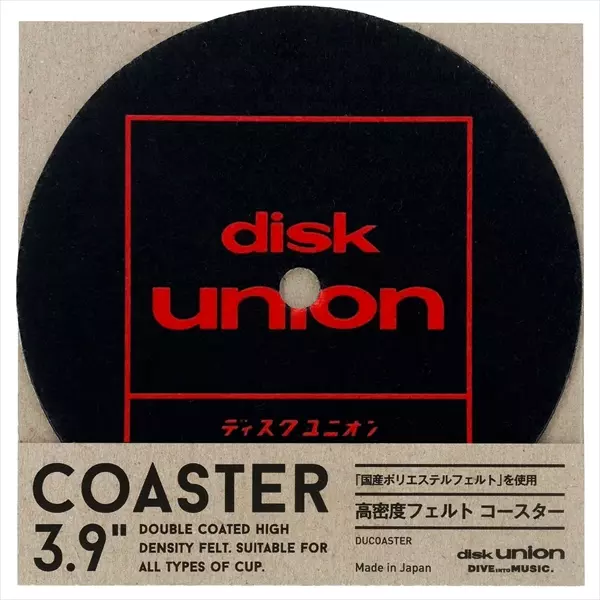 disk
union
ディスクユニオン
COASTER
3.9"
DOUBLE COATED HIGH
DENSITY FELT. SUITABLE FOR
ALL TYPES OF CUP.
「国産ポリエステルフェルト」を使用
高密度フェルト コースター
DUCOASTER
Made in Japan
disk union
DIVE INTO MUSIC.